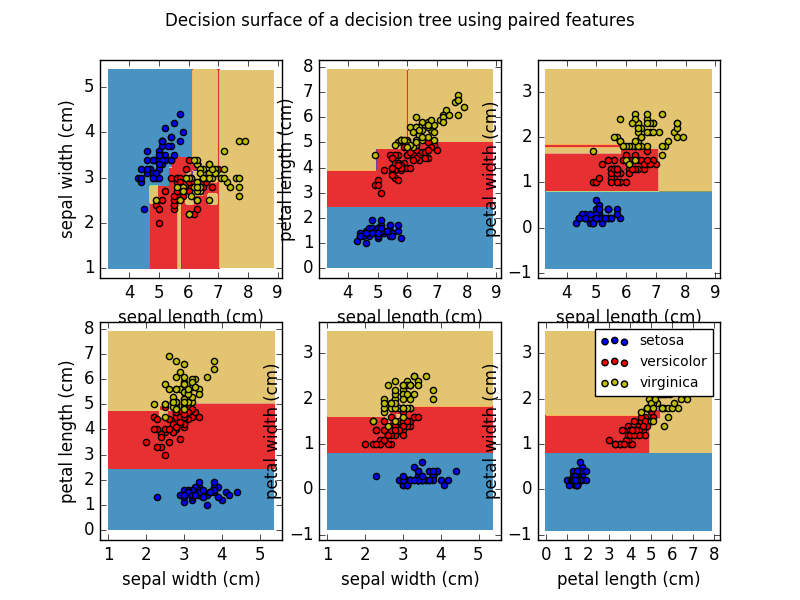 Decision surface of a decision tree using paired features
sepal width (cm)
5
4
3
2
1
4 5 6 7 8 9
sepal length (cm)
petal length (cm)
8
7
6
5
4
3
2
1
0
4 5 6 7 8 9
sepal length (cm)
petal width (cm)
3
2
1
0
−1
4 5 6 7 8 9
sepal length (cm)
petal length (cm)
8
7
6
5
4
3
2
1
0
1 2 3 4 5
sepal width (cm)
petal width (cm)
3
2
1
0
−1
1 2 3 4 5
sepal width (cm)
petal width (cm)
3
2
1
0
−1
0 1 2 3 4 5 6 7 8
petal length (cm)
setosa
versicolor
virginica